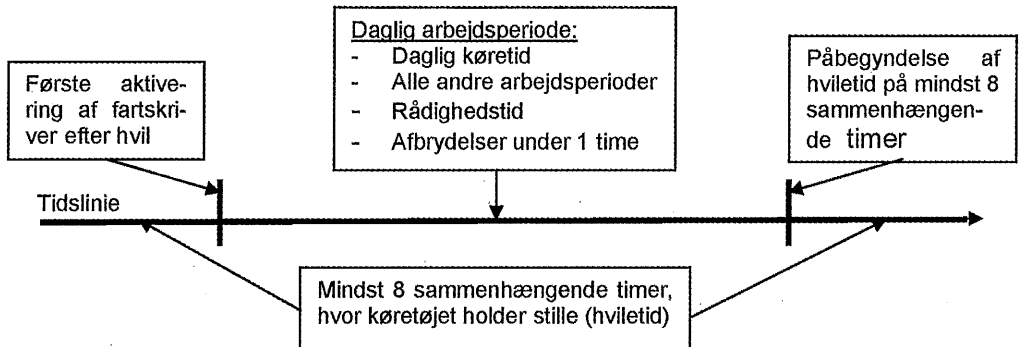 Første aktive-
ring af fartskri-
ver efter hvil
Daglig arbejdsperiode:
- Daglig køretid
- Alle andre arbejdsperioder
- Rådighedstid
- Afbrydelser under 1 time
Påbegyndelse af
hviletid på mindst 8
sammenhængen-
de timer
Tidslinie
Mindst 8 sammenhængende timer,
hvor køretøjet holder stille (hviletid)